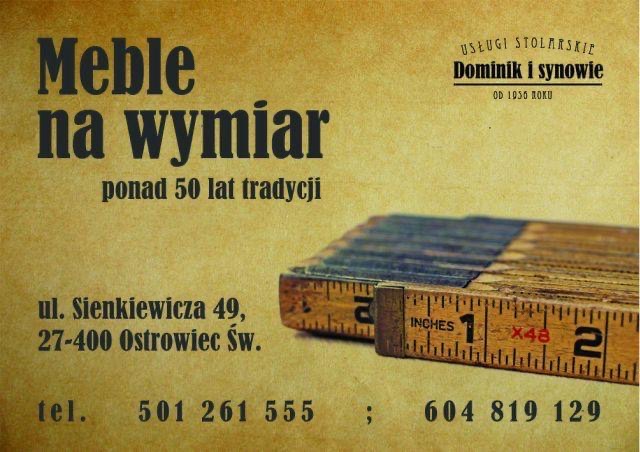 Meble
na wymiar
ponad 50 lat tradycji
USŁUGI STOLARSKIE
Dominik i synowie
OD 1956 ROKU
ul. Sienkiewicza 49,
27-400 Ostrowiec Św.
INCHES 1 X48 2
tel. 501 261 555 ; 604 819 129